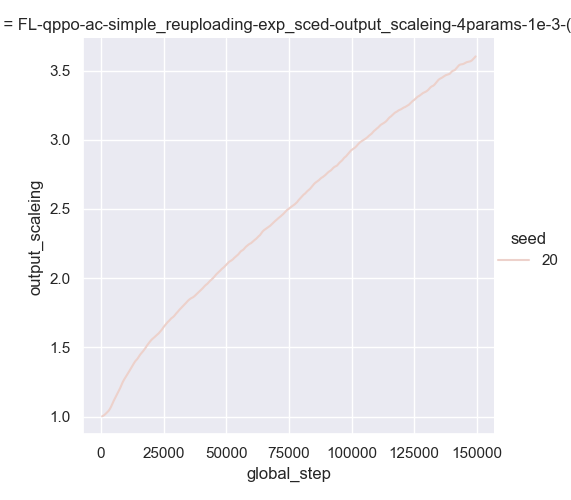 = FL-qppo-ac-simple_reuploading-exp_sced-output_scaleing-4params-1e-3-(
3.5
3.0
2.5
2.0
1.5
1.0
output_scaleing
seed
20
0 25000 50000 75000 100000 125000 150000
global_step